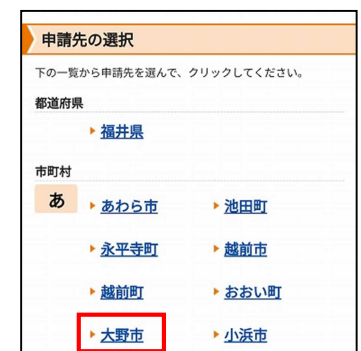 申請先の選択
下の一覧から申請先を選んで、クリックしてください。
都道府県
福井県
市町村
あ
あわら市 池田町
永平寺町 越前市
越前町 おおい町
大野市 小浜市